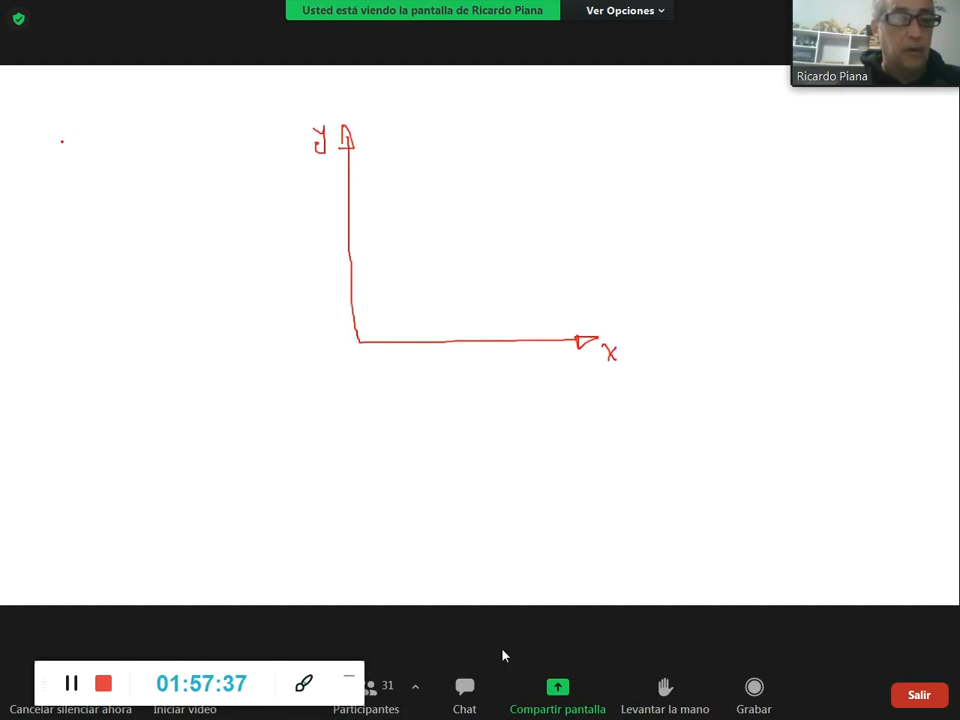 Usted está viendo la pantalla de Ricardo Piana
Ver Opciones
Ricardo Piana
y
x
01:57:37
31
Cancelar silenciar ahora
Iniciar video
Participantes
Chat
Compartir pantalla
Levantar la mano
Grabar
Salir